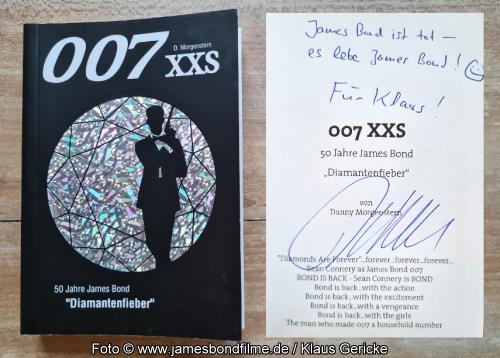 007
D. Morgenstern
XXS
50 Jahre James Bond
"Diamantenfieber"
James Bond ist tot –
es lebe James Bond!
Für Klaus!
007 XXS
50 Jahre James Bond
„Diamantenfieber"
von
Danny Morgenstern
"Diamonds Are Forever"..forever...forever...forever...
Sean Connery as James Bond 007
BOND IS BACK - Sean Connery is BOND
Bond is back...with the action
Bond is back...with the excitement
Bond is back...with a vengeance
Bond is back...with the girls
The man who made 007 a household number
Foto © www.jamesbondfilme.de / Klaus Gericke